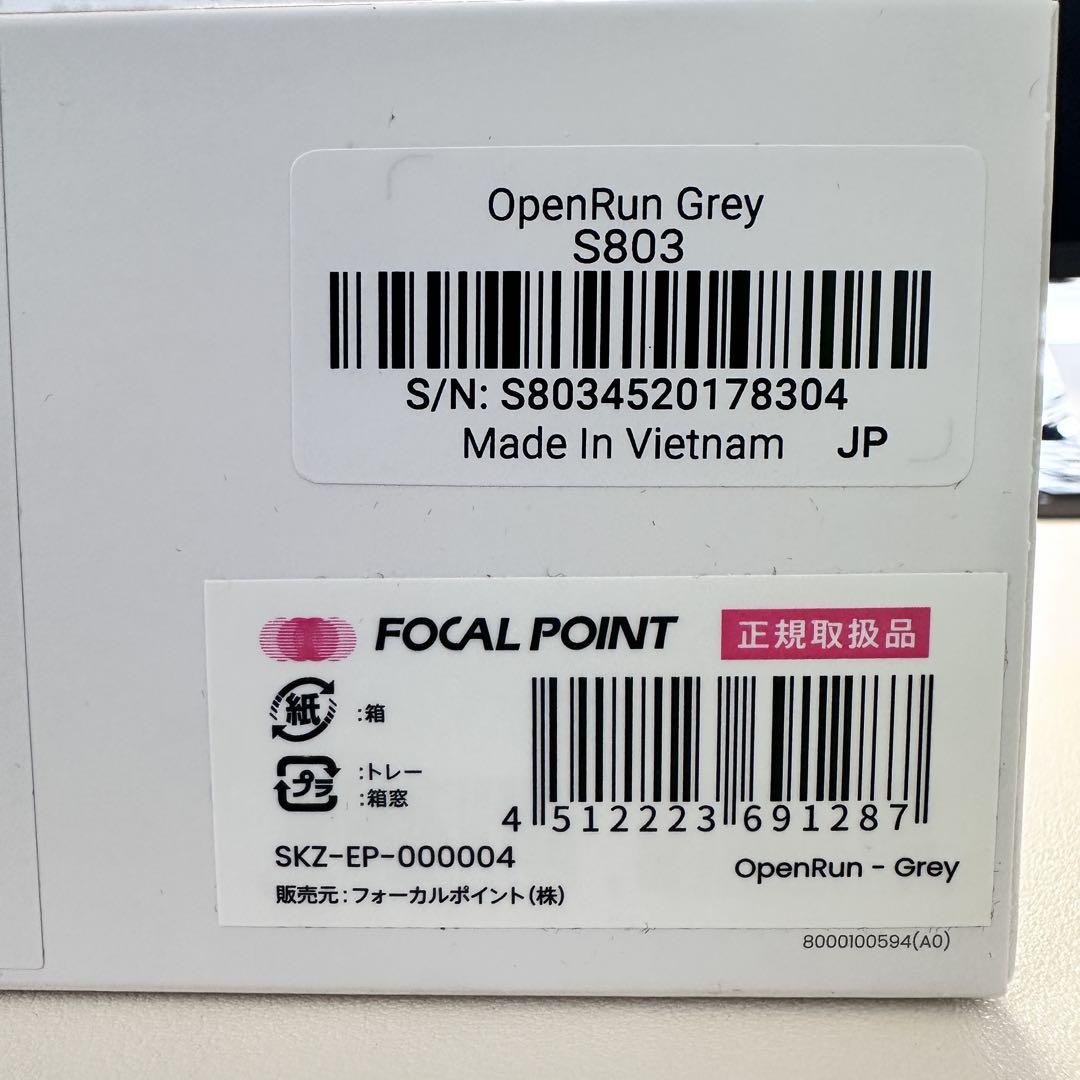 OpenRun Grey
S803
S/N: S8034520178304
Made In Vietnam JP
FOCAL POINT 正規取扱品
紙 :箱
プラ :トレー
:箱窓
4 512223 691287
SKZ-EP-000004
OpenRun - Grey
販売元:フォーカルポイント(株)
8000100594(A0)